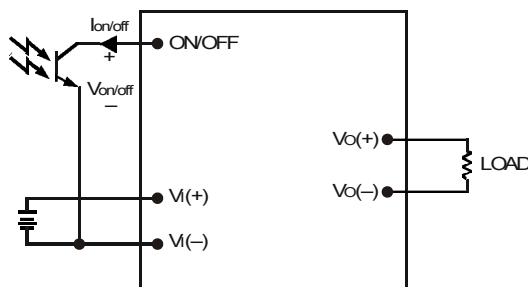 Ion/off
+
ON/OFF
Von/off
–
VO(+)
LOAD
VO(–)
VI(+)
VI(–)